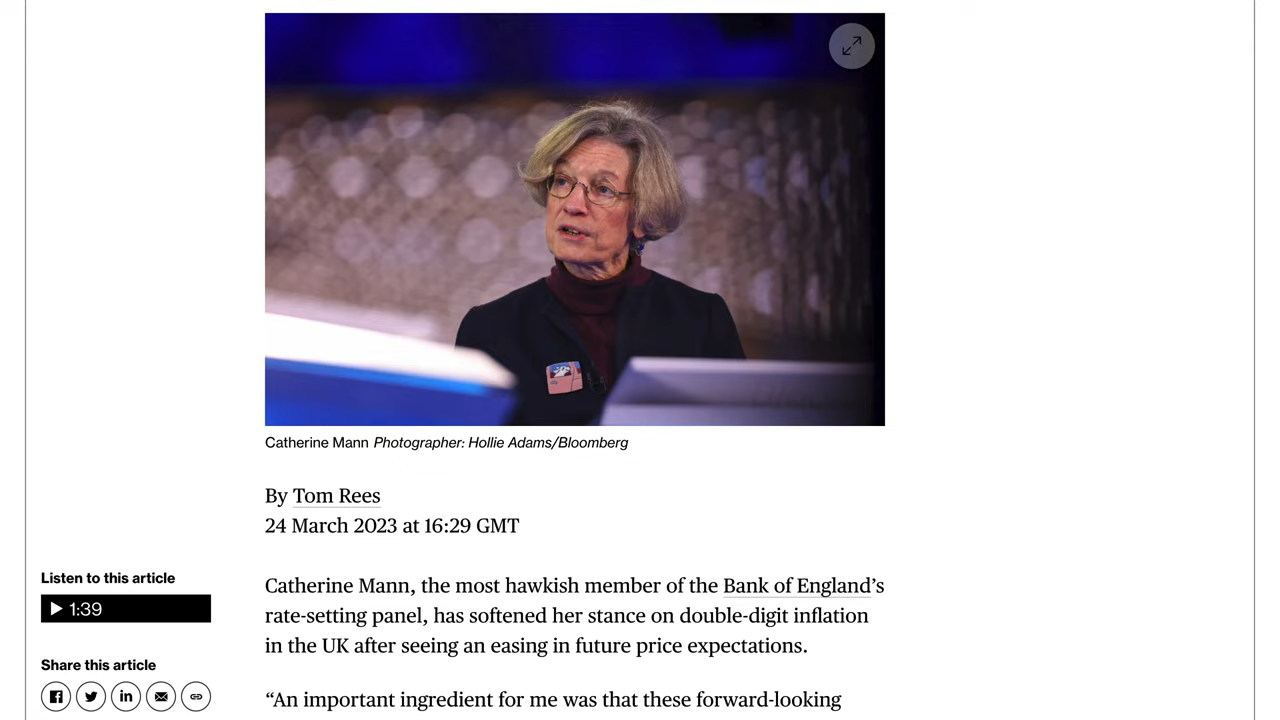 Catherine Mann Photographer: Hollie Adams/Bloomberg
By Tom Rees
24 March 2023 at 16:29 GMT
Listen to this article
1:39
Share this article
Catherine Mann, the most hawkish member of the Bank of England’s
rate-setting panel, has softened her stance on double-digit inflation
in the UK after seeing an easing in future price expectations.
“An important ingredient for me was that these forward-looking